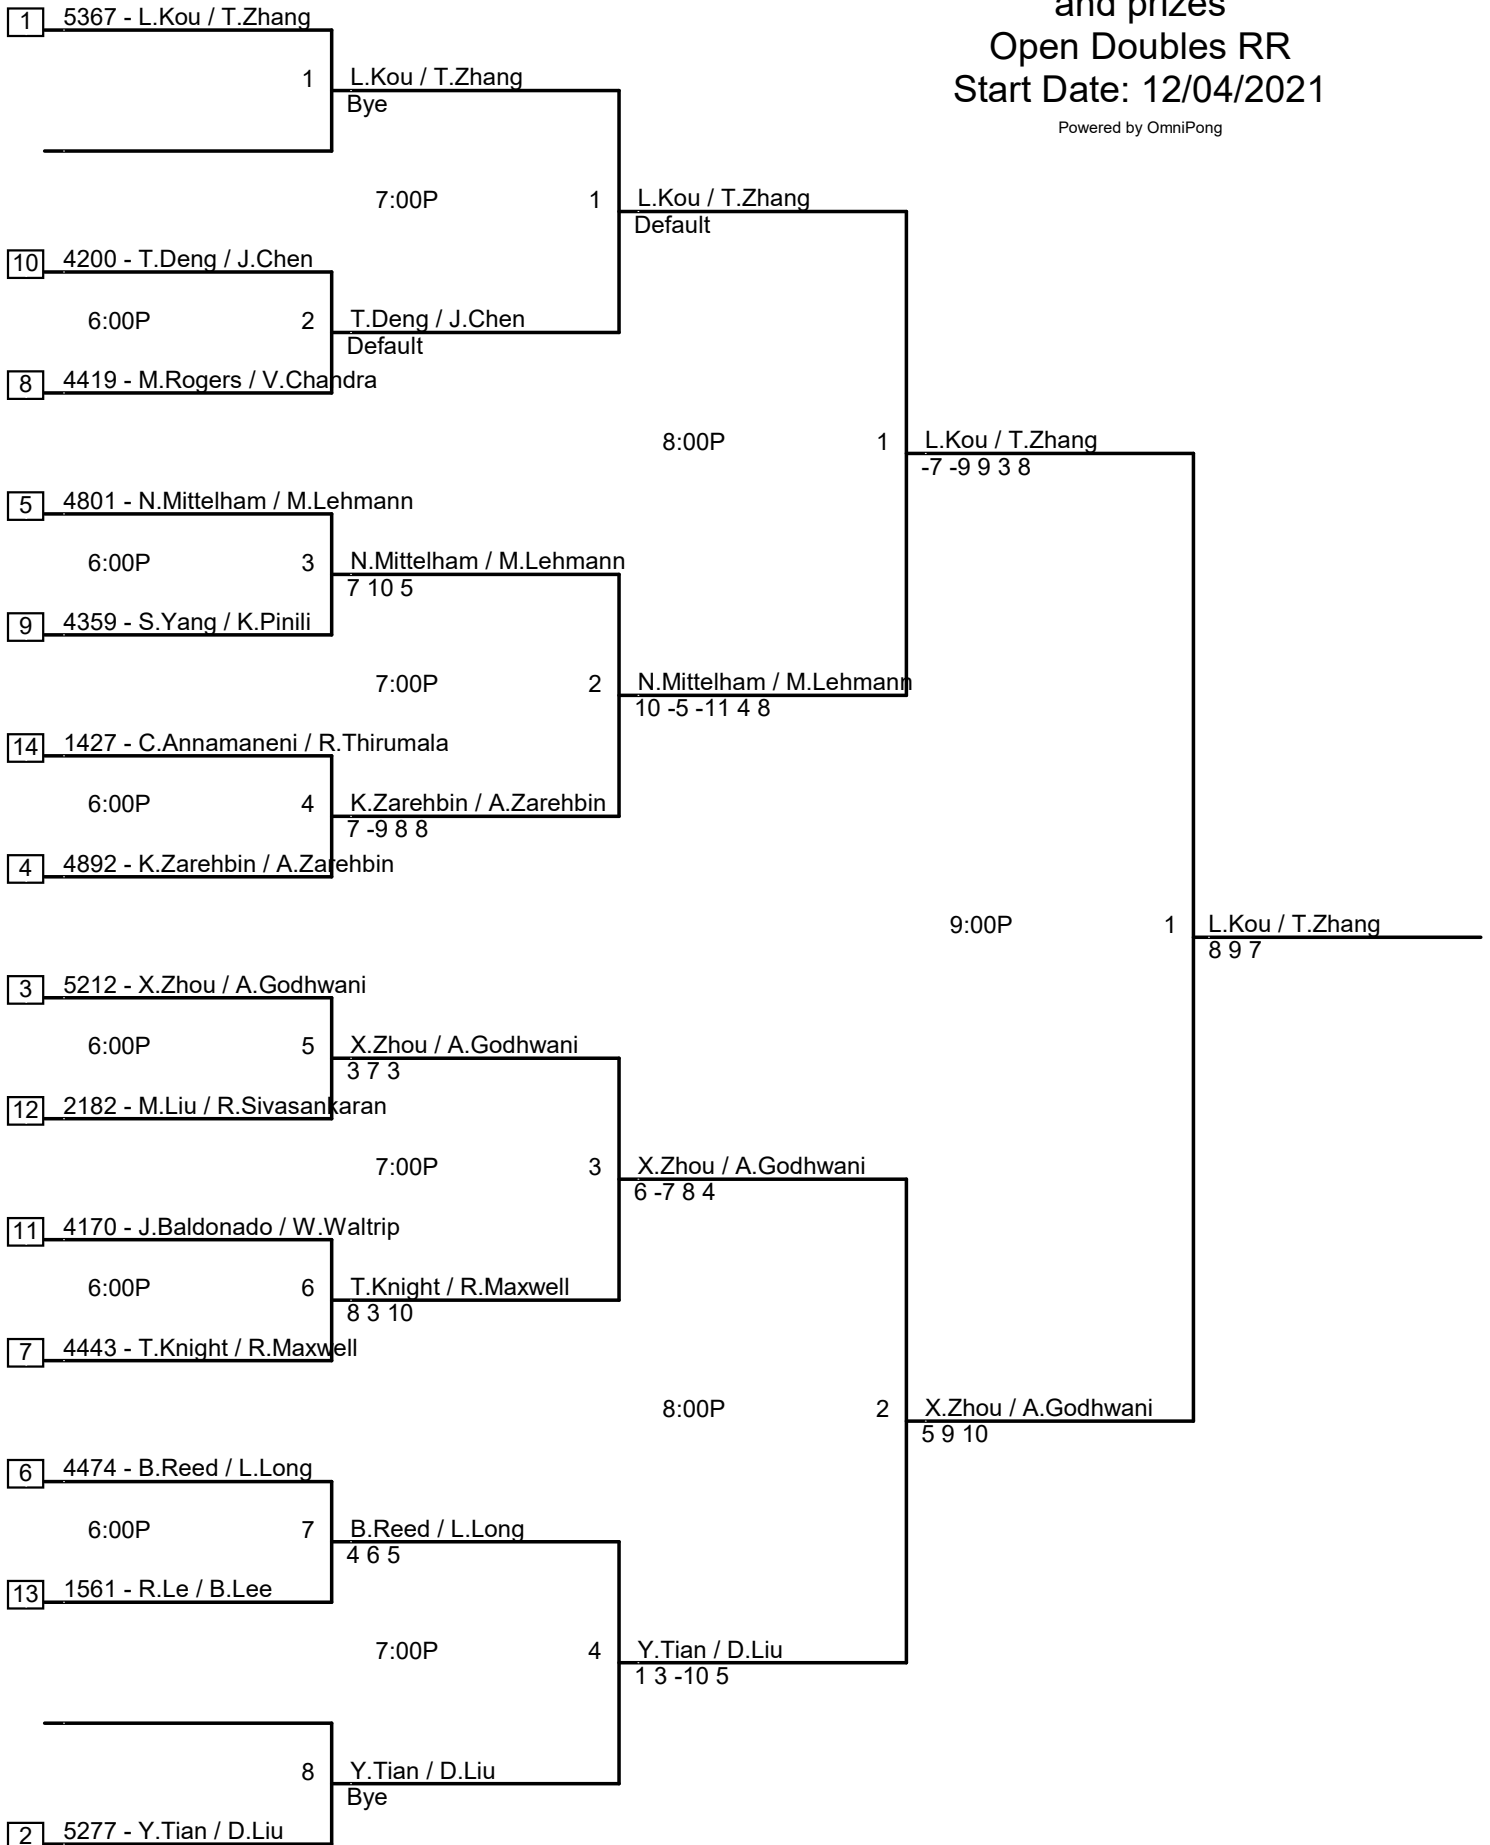 and prizes
Open Doubles RR
Start Date: 12/04/2021
Powered by OmniPong
1 5367 - L.Kou / T.Zhang
1 L.Kou / T.Zhang
Bye
7:00P 1 L.Kou / T.Zhang
Default
10 4200 - T.Deng / J.Chen
6:00P 2 T.Deng / J.Chen
Default
8 4419 - M.Rogers / V.Chandra
8:00P 1 L.Kou / T.Zhang
-7 -9 9 3 8
5 4801 - N.Mittelham / M.Lehmann
6:00P 3 N.Mittelham / M.Lehmann
7 10 5
9 4359 - S.Yang / K.Pinili
7:00P 2 N.Mittelham / M.Lehmann
10 -5 -11 4 8
14 1427 - C.Annamaneni / R.Thirumala
6:00P 4 K.Zarehbin / A.Zarehbin
7 -9 8 8
4 4892 - K.Zarehbin / A.Zarehbin
9:00P 1 L.Kou / T.Zhang
8 9 7
3 5212 - X.Zhou / A.Godhwani
6:00P 5 X.Zhou / A.Godhwani
3 7 3
12 2182 - M.Liu / R.Sivasankaran
7:00P 3 X.Zhou / A.Godhwani
6 -7 8 4
11 4170 - J.Baldonado / W.Waltrip
6:00P 6 T.Knight / R.Maxwell
8 3 10
7 4443 - T.Knight / R.Maxwell
8:00P 2 X.Zhou / A.Godhwani
5 9 10
6 4474 - B.Reed / L.Long
6:00P 7 B.Reed / L.Long
4 6 5
13 1561 - R.Le / B.Lee
7:00P 4 Y.Tian / D.Liu
1 3 -10 5
8 Y.Tian / D.Liu
Bye
2 5277 - Y.Tian / D.Liu